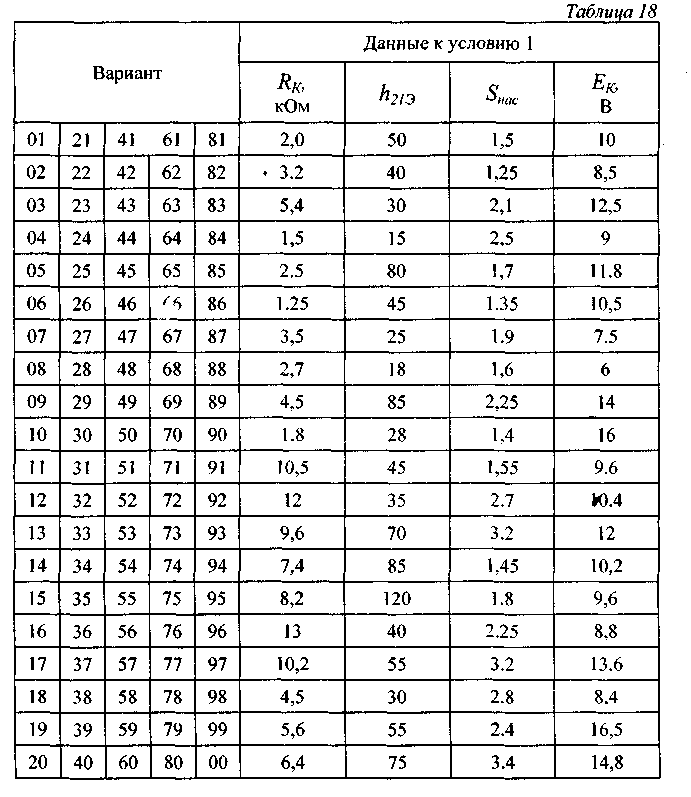 Таблица 18
Вариант
Данные к условию 1
R_К, кОм
h_21Э
S_нас
E_К, В
01 21 41 61 81 2,0 50 1,5 10
02 22 42 62 82 3.2 40 1,25 8,5
03 23 43 63 83 5,4 30 2,1 12,5
04 24 44 64 84 1,5 15 2,5 9
05 25 45 65 85 2.5 80 1,7 11.8
06 26 46 86 1.25 45 1.35 10,5
07 27 47 67 87 3,5 25 1.9 7.5
08 28 48 68 88 2,7 18 1,6 6
09 29 49 69 89 4,5 85 2,25 14
10 30 50 70 90 1.8 28 1,4 16
11 31 51 71 91 10,5 45 1,55 9.6
12 32 52 72 92 12 35 2.7 10.4
13 33 53 73 93 9,6 70 3.2 12
14 34 54 74 94 7,4 85 1,45 10,2
15 35 55 75 95 8,2 120 1.8 9,6
16 36 56 76 96 13 40 2.25 8,8
17 37 57 77 97 10,2 55 3.2 13.6
18 38 58 78 98 4,5 30 2.8 8.4
19 39 59 79 99 5,6 55 2.4 16,5
20 40 60 80 00 6,4 75 3.4 14,8